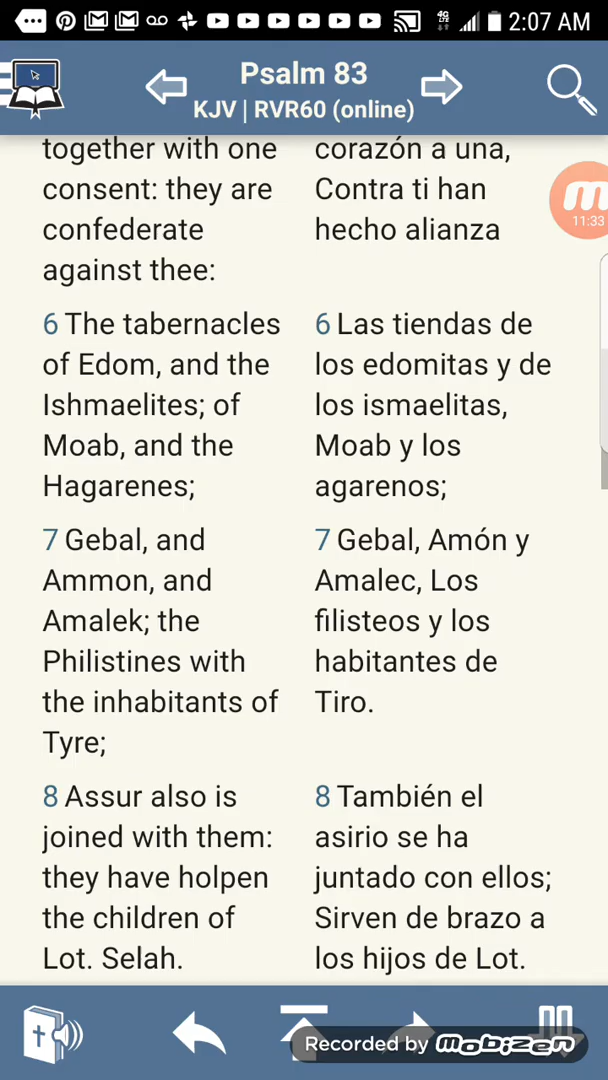 4G LTE 2:07 AM
Psalm 83
KJV | RVR60 (online)
11:33
together with one
consent: they are
confederate
against thee:
6 The tabernacles
of Edom, and the
Ishmaelites; of
Moab, and the
Hagarenes;
7 Gebal, and
Ammon, and
Amalek; the
Philistines with
the inhabitants of
Tyre;
8 Assur also is
joined with them:
they have holpen
the children of
Lot. Selah.
corazón a una,
Contra ti han
hecho alianza
6 Las tiendas de
los edomitas y de
los ismaelitas,
Moab y los
agarenos;
7 Gebal, Amón y
Amalec, Los
filisteos y los
habitantes de
Tiro.
8 También el
asirio se ha
juntado con ellos;
Sirven de brazo a
los hijos de Lot.
Recorded by mobizen